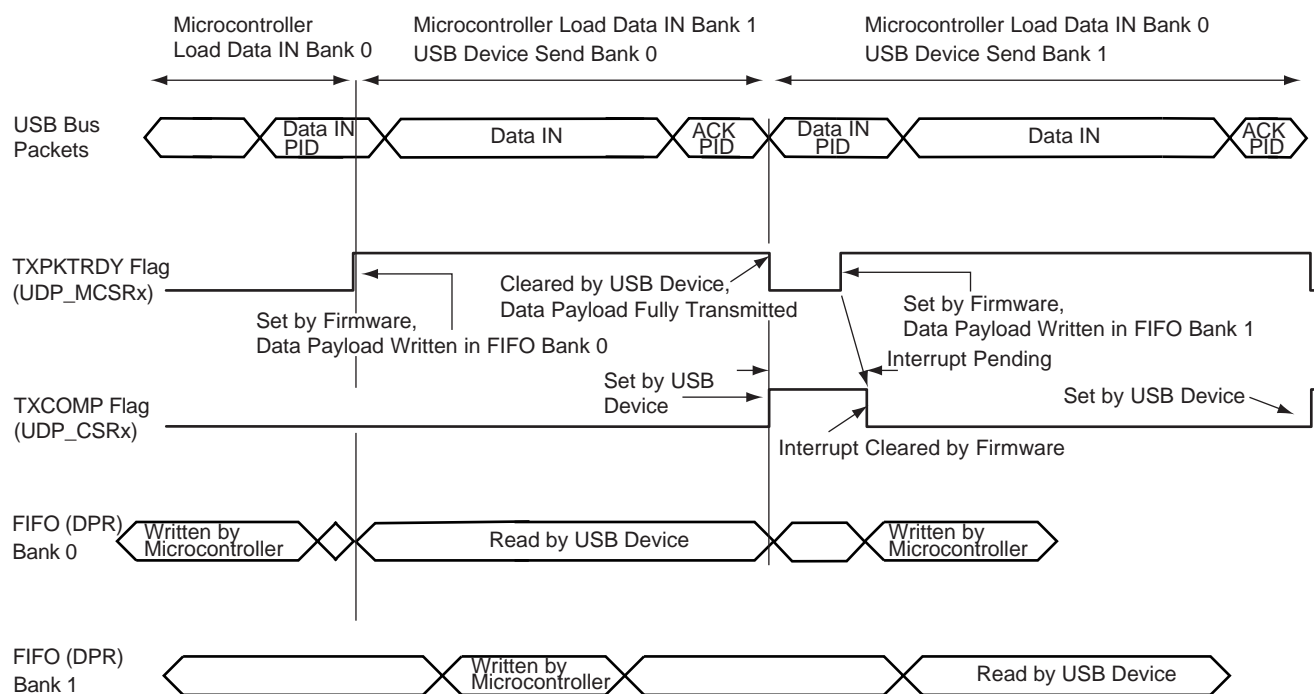 Microcontroller
Load Data IN Bank 0
Microcontroller Load Data IN Bank 1
USB Device Send Bank 0
Microcontroller Load Data IN Bank 0
USB Device Send Bank 1
USB Bus
Packets
Data IN
PID
Data IN
ACK
PID
Data IN
PID
Data IN
ACK
PID
TXPKTRDY Flag
(UDP_MCSRx)
Set by Firmware,
Data Payload Written in FIFO Bank 0
Cleared by USB Device,
Data Payload Fully Transmitted
Set by Firmware,
Data Payload Written in FIFO Bank 1
Interrupt Pending
TXCOMP Flag
(UDP_CSRx)
Set by USB
Device
Set by USB Device
Interrupt Cleared by Firmware
FIFO (DPR)
Bank 0
Written by
Microcontroller
Read by USB Device
Written by
Microcontroller
FIFO (DPR)
Bank 1
Written by
Microcontroller
Read by USB Device